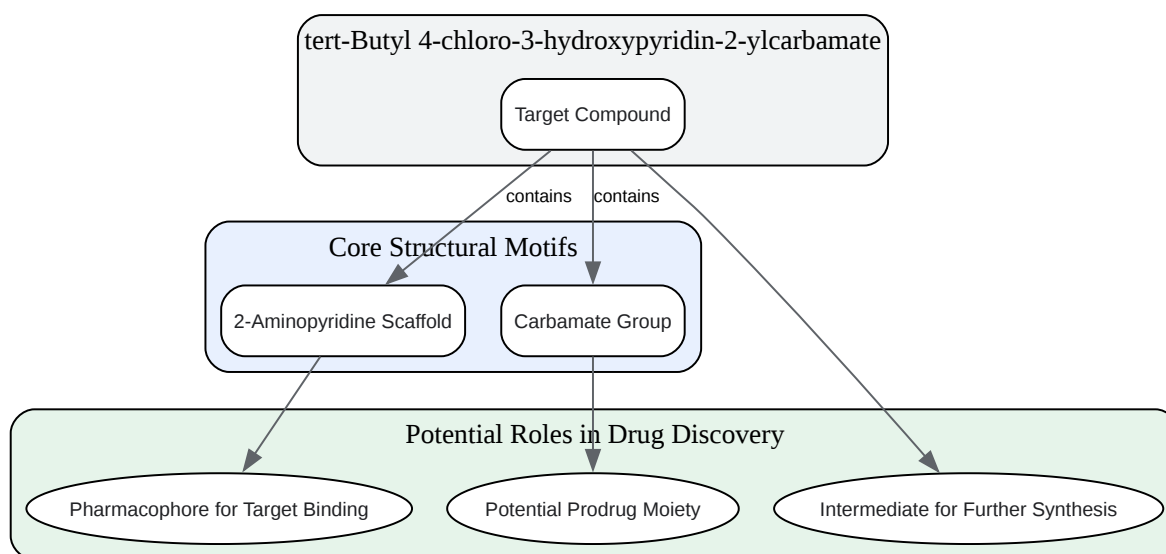 tert-Butyl 4-chloro-3-hydroxypyridin-2-ylcarbamate
Target Compound
contains
contains
Core Structural Motifs
2-Aminopyridine Scaffold
Carbamate Group
Potential Roles in Drug Discovery
Pharmacophore for Target Binding
Potential Prodrug Moiety
Intermediate for Further Synthesis